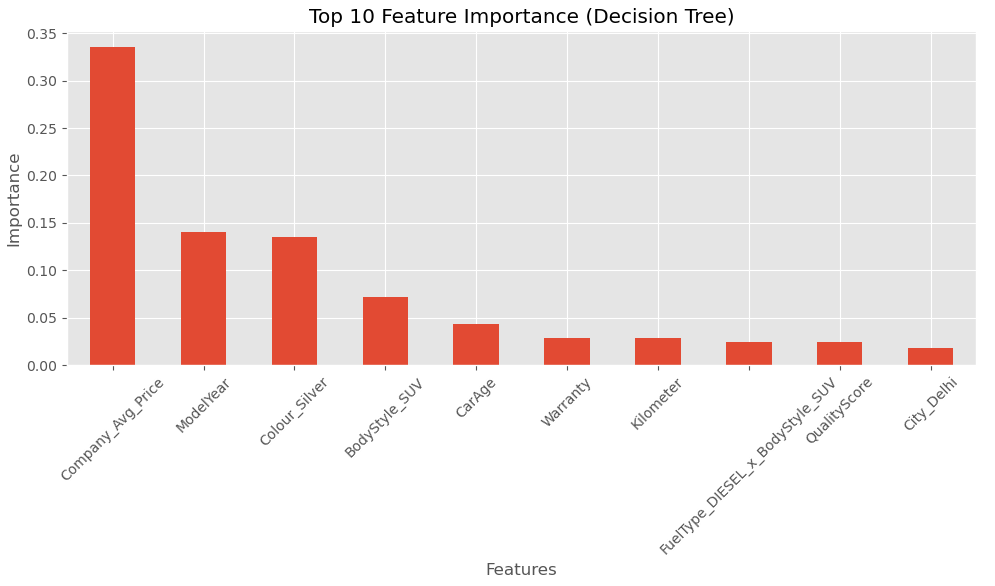 Top 10 Feature Importance (Decision Tree)
Importance
0.35
0.30
0.25
0.20
0.15
0.10
0.05
0.00
Company_Avg_Price
ModelYear
Colour_Silver
BodyStyle_SUV
CarAge
Warranty
Kilometer
FuelType_DIESEL_x_BodyStyle_SUV
QualityScore
City_Delhi
Features